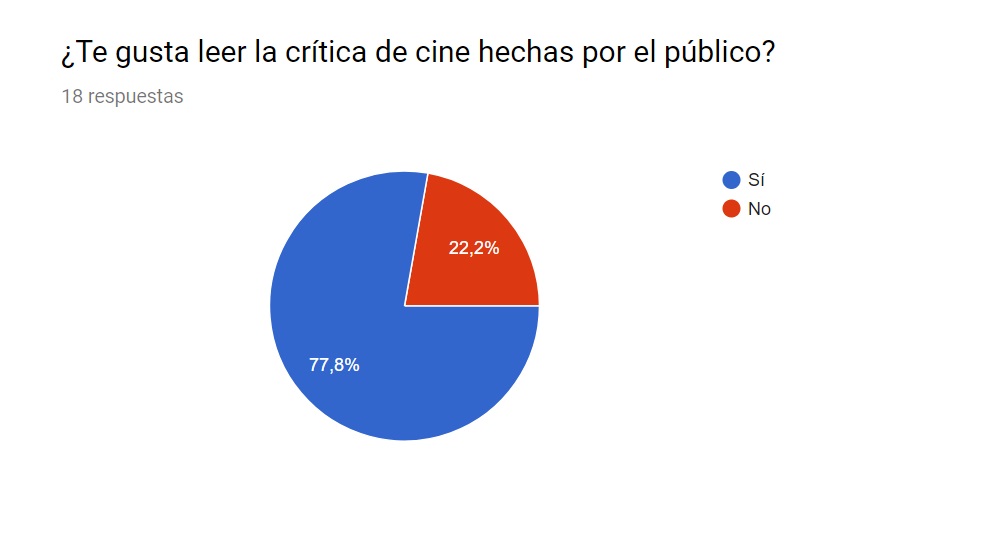 ¿Te gusta leer la crítica de cine hechas por el público?
18 respuestas
Sí
No
22,2%
77,8%